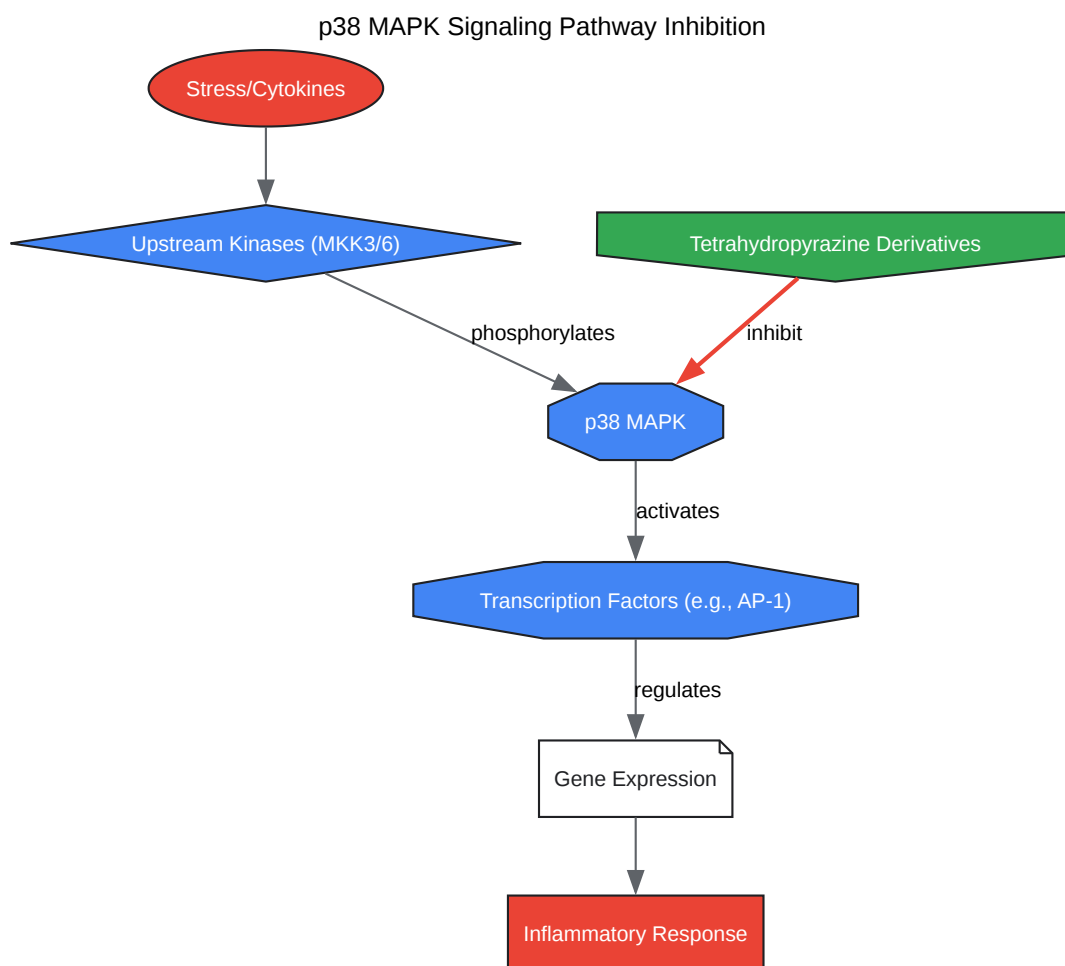 p38 MAPK Signaling Pathway Inhibition
Stress/Cytokines
Upstream Kinases (MKK3/6)
Tetrahydropyrazine Derivatives
phosphorylates
inhibit
p38 MAPK
activates
Transcription Factors (e.g., AP-1)
regulates
Gene Expression
Inflammatory Response